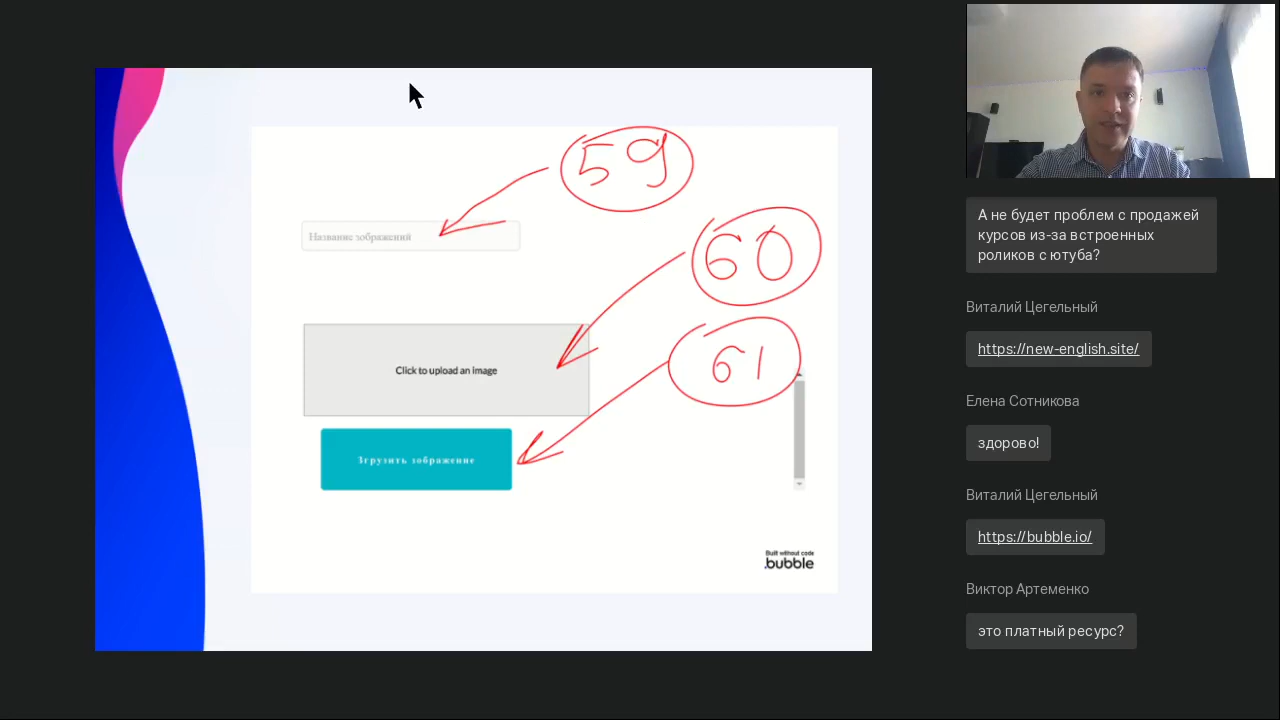 59
Название зображений
60
Click to upload an image
61
Згрузить зображение
Built without code
.bubble
А не будет проблем с продажей
курсов из-за встроенных
роликов с ютуба?
Виталий Цегельный
https://new-english.site/
Елена Сотникова
здорово!
Виталий Цегельный
https://bubble.io/
Виктор Артеменко
это платный ресурс?